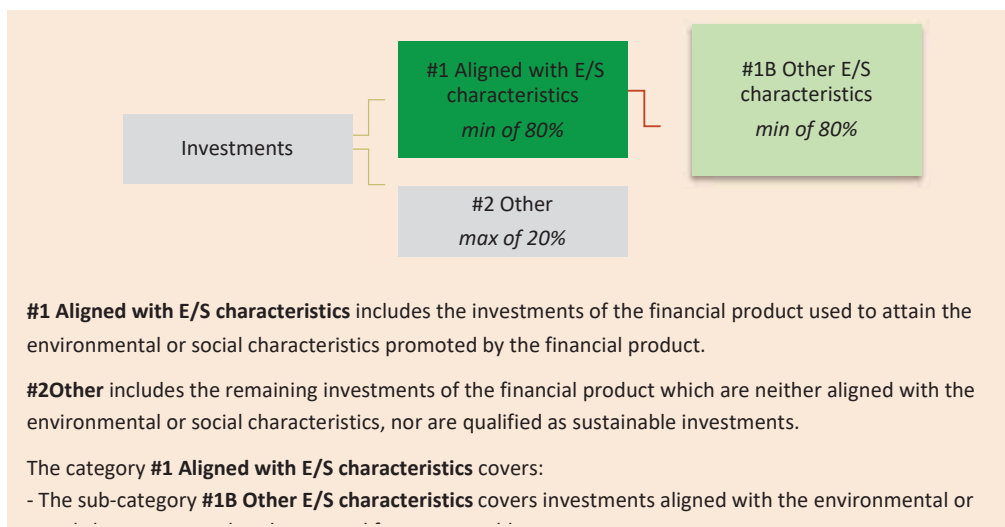 #1 Aligned with E/S
characteristics
min of 80%
#1B Other E/S
characteristics
min of 80%
Investments
#2 Other
max of 20%
#1 Aligned with E/S characteristics includes the investments of the financial product used to attain the
environmental or social characteristics promoted by the financial product.
#2Other includes the remaining investments of the financial product which are neither aligned with the
environmental or social characteristics, nor are qualified as sustainable investments.
The category #1 Aligned with E/S characteristics covers:
- The sub-category #1B Other E/S characteristics covers investments aligned with the environmental or